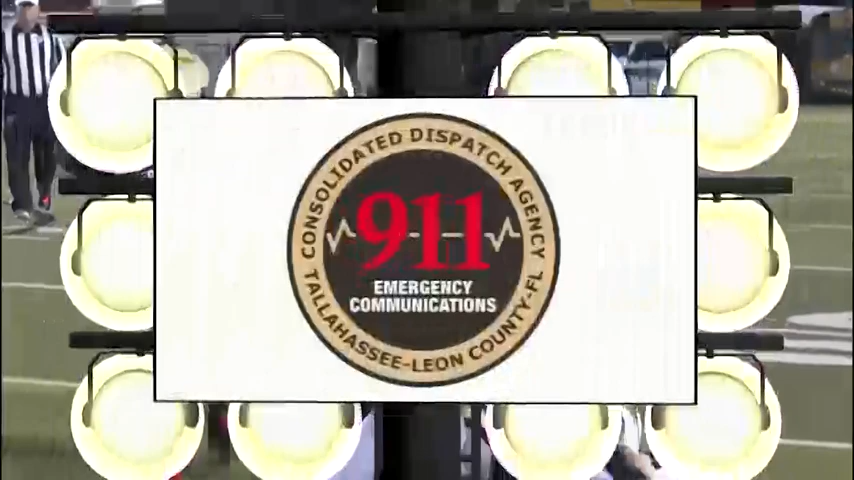 CONSOLIDATED DISPATCH AGENCY
911
EMERGENCY
COMMUNICATIONS
TALLAHASSEE-LEON COUNTY-FL